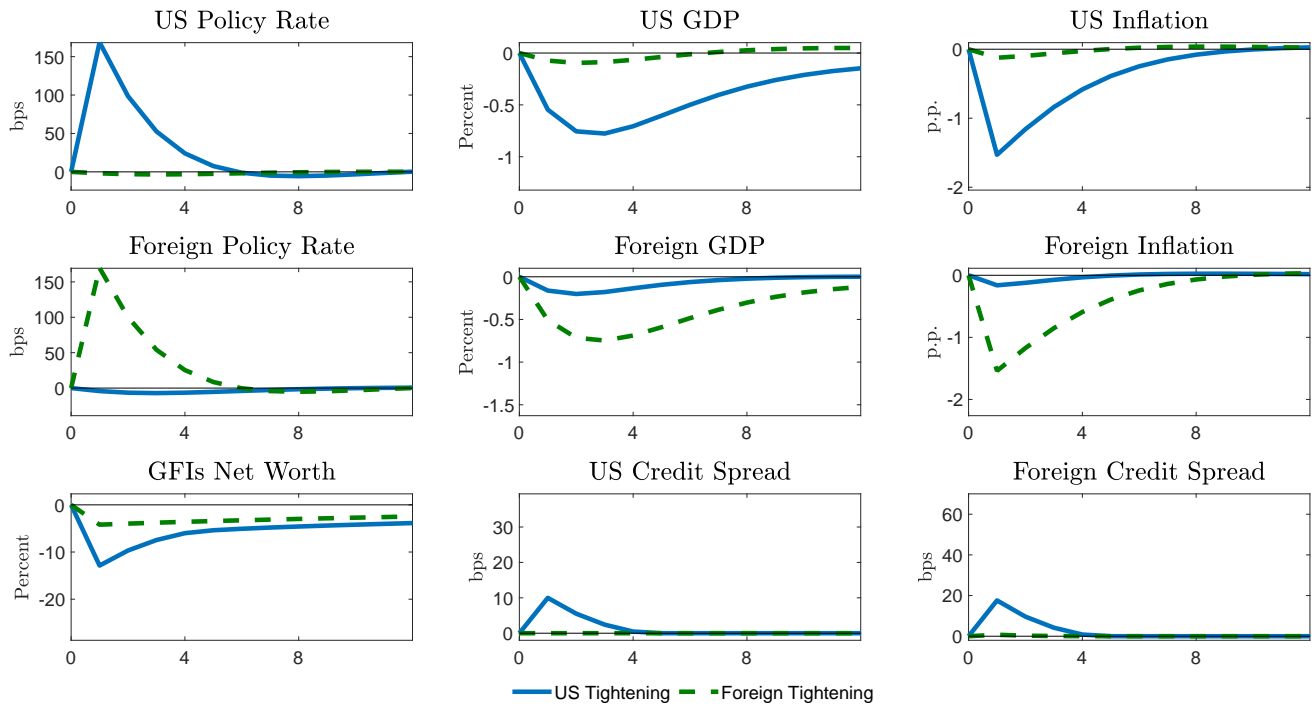 US Policy Rate
US GDP
US Inflation
150
100
50
0
bps
0
-0.5
-1
Percent
0
-1
-2
p.p.
0 4 8
0 4 8
0 4 8
Foreign Policy Rate
Foreign GDP
Foreign Inflation
150
100
50
0
bps
0
-0.5
-1
-1.5
Percent
0
-1
-2
p.p.
0 4 8
0 4 8
0 4 8
GFIs Net Worth
US Credit Spread
Foreign Credit Spread
0
-10
-20
Percent
30
20
10
0
bps
60
40
20
0
bps
0 4 8
0 4 8
0 4 8
US Tightening Foreign Tightening